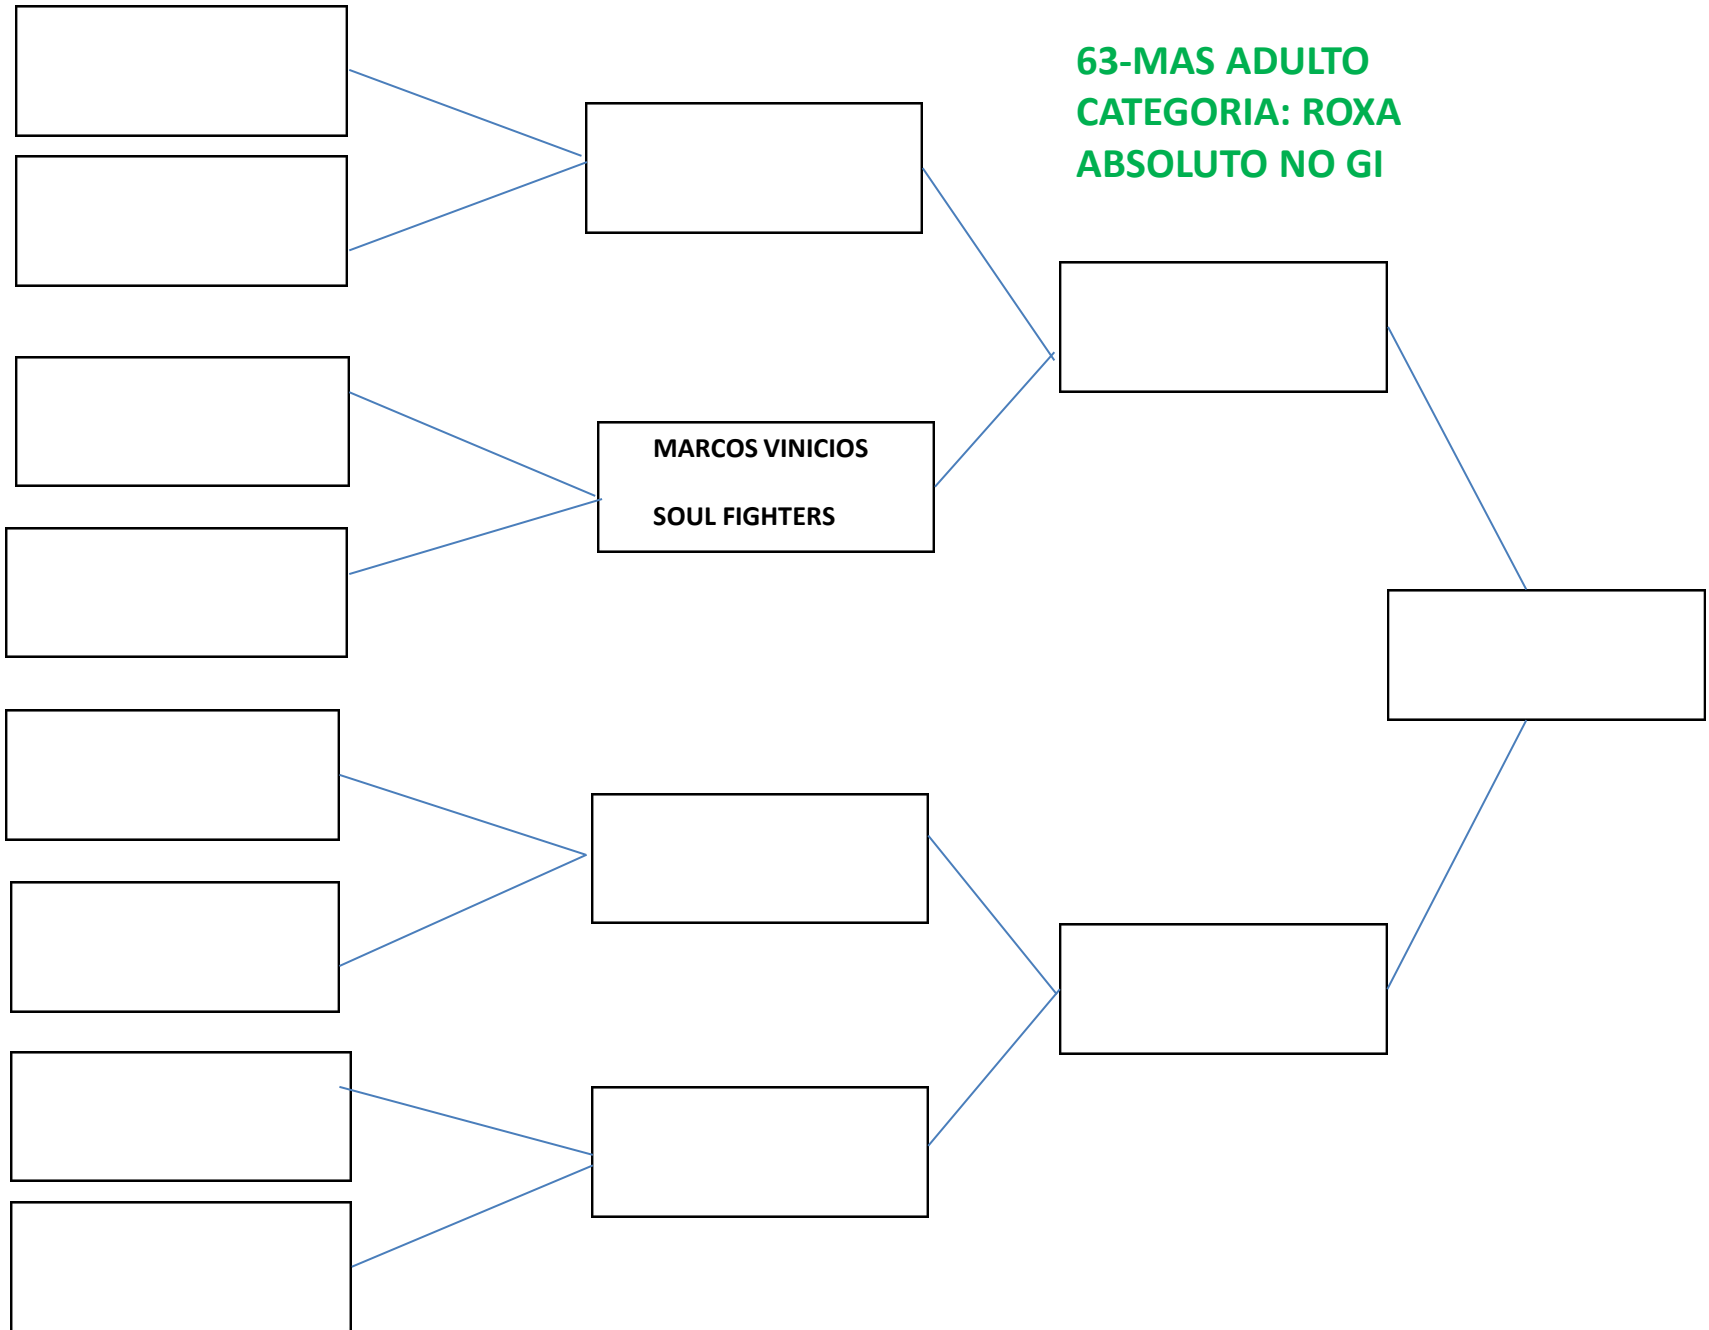 63-MAS ADULTO
CATEGORIA: ROXA
ABSOLUTO NO GI
MARCOS VINICIOS
SOUL FIGHTERS